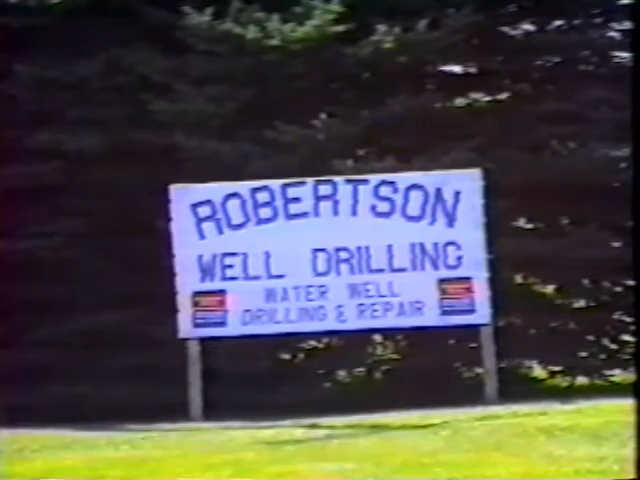 ROBERTSON
WELL DRILLING
WATER WELL
DRILLING & REPAIR